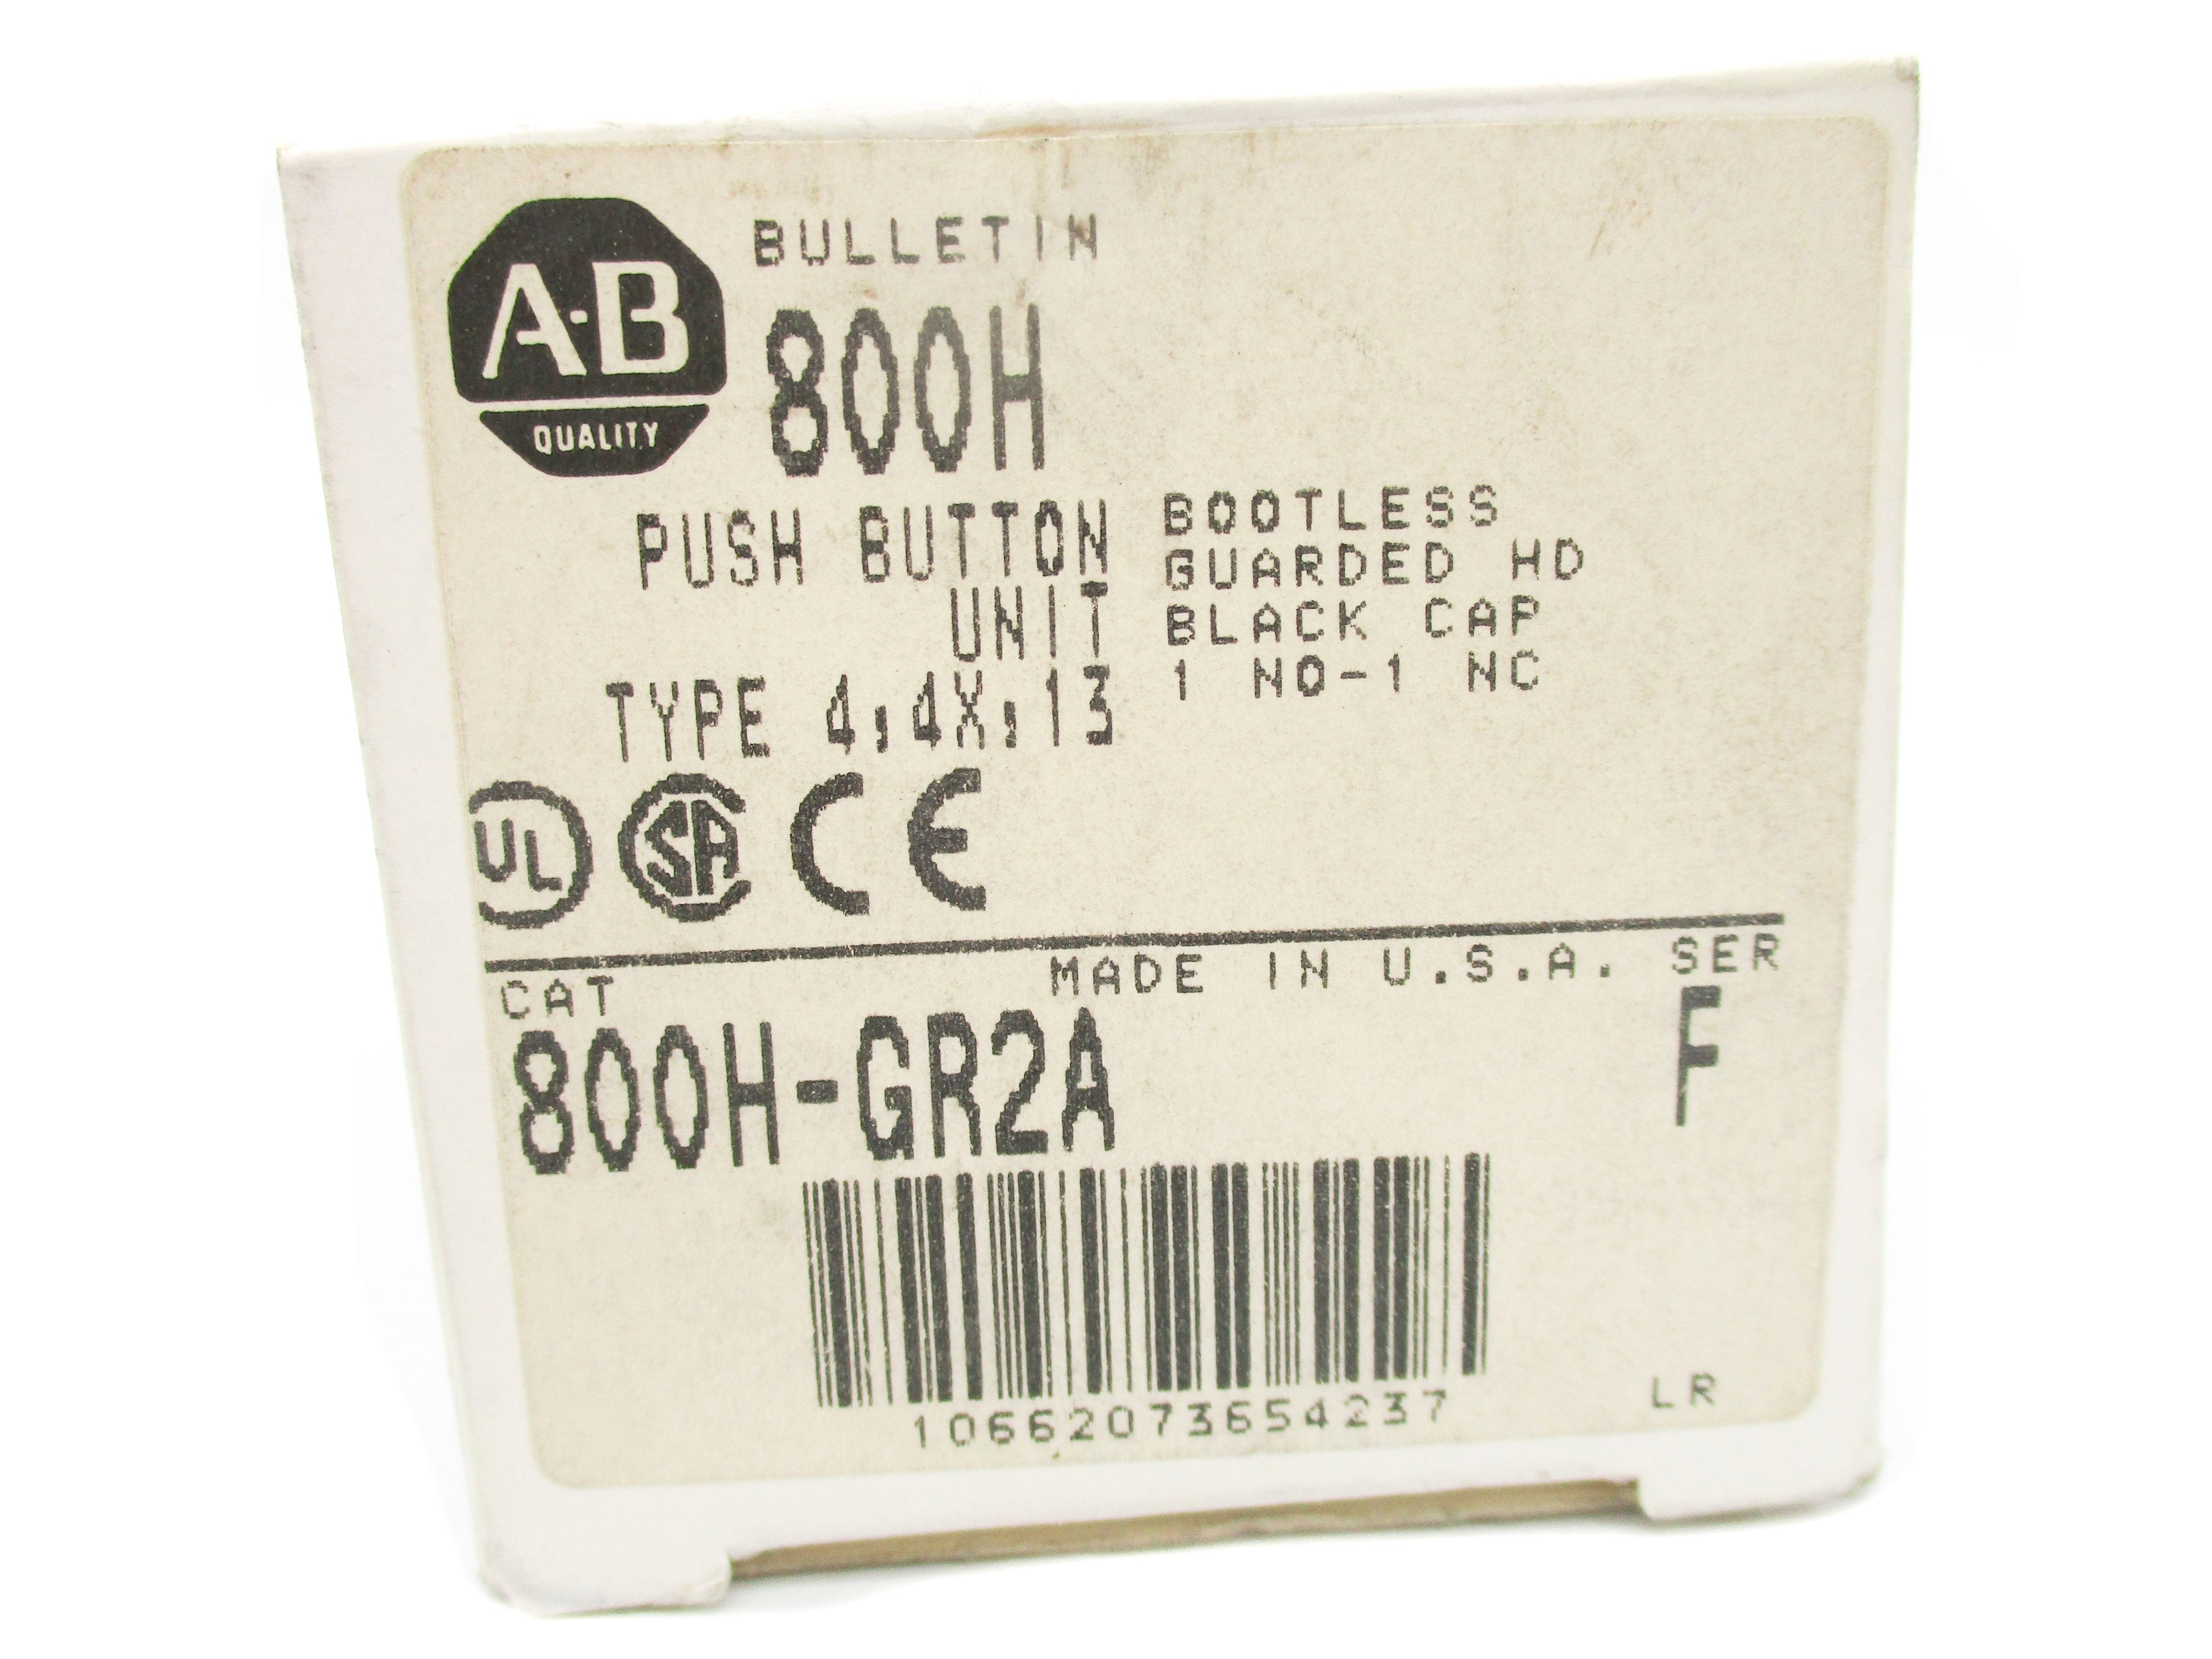 A-B
QUALITY
BULLETIN
800H
PUSH BUTTON
UNIT
TYPE 4,4X,13
BOOTLESS
GUARDED HD
BLACK CAP
1 NO-1 NC
UL
SA
CE
MADE IN U.S.A.
SER
CAT
800H-GR2A
F
10662073654237
LR